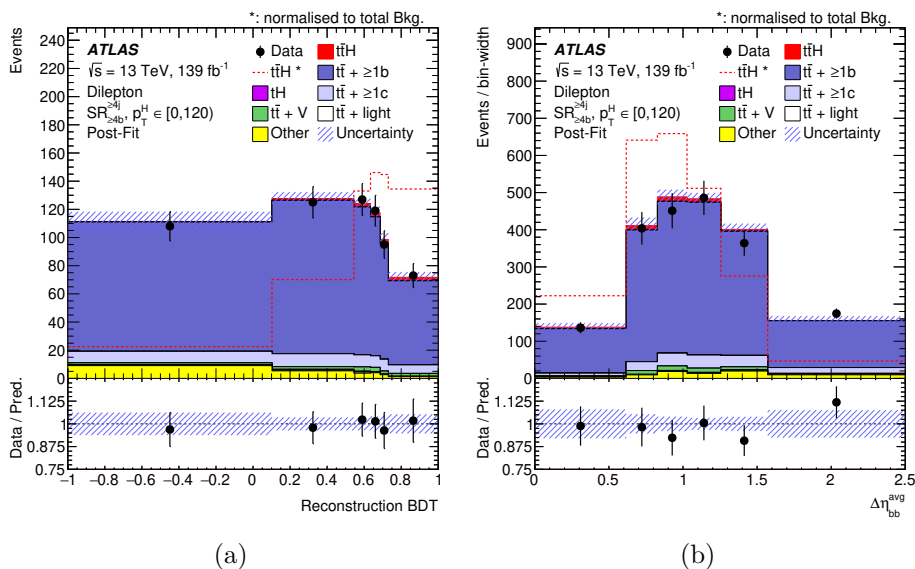 *: normalised to total Bkg.
Events
240
220
200
180
160
140
120
100
80
60
40
20
0
ATLAS
√s = 13 TeV, 139 fb⁻¹
Dilepton
SR≥4j≥4b, pHT ∈ [0,120)
Post-Fit
Data
tt̄H
tt̄H *
tt̄ + ≥1b
tH
tt̄ + ≥1c
tt̄ + V
tt̄ + light
Other
Uncertainty
Data / Pred.
1.125
1
0.875
0.75
−1 −0.8 −0.6 −0.4 −0.2 0 0.2 0.4 0.6 0.8 1
Reconstruction BDT
(a)
*: normalised to total Bkg.
Events / bin-width
900
800
700
600
500
400
300
200
100
0
ATLAS
√s = 13 TeV, 139 fb⁻¹
Dilepton
SR≥4j≥4b, pHT ∈ [0,120)
Post-Fit
Data
tt̄H
tt̄H *
tt̄ + ≥1b
tH
tt̄ + ≥1c
tt̄ + V
tt̄ + light
Other
Uncertainty
Data / Pred.
1.125
1
0.875
0.75
0 0.5 1 1.5 2 2.5
Δηavgbb
(b)